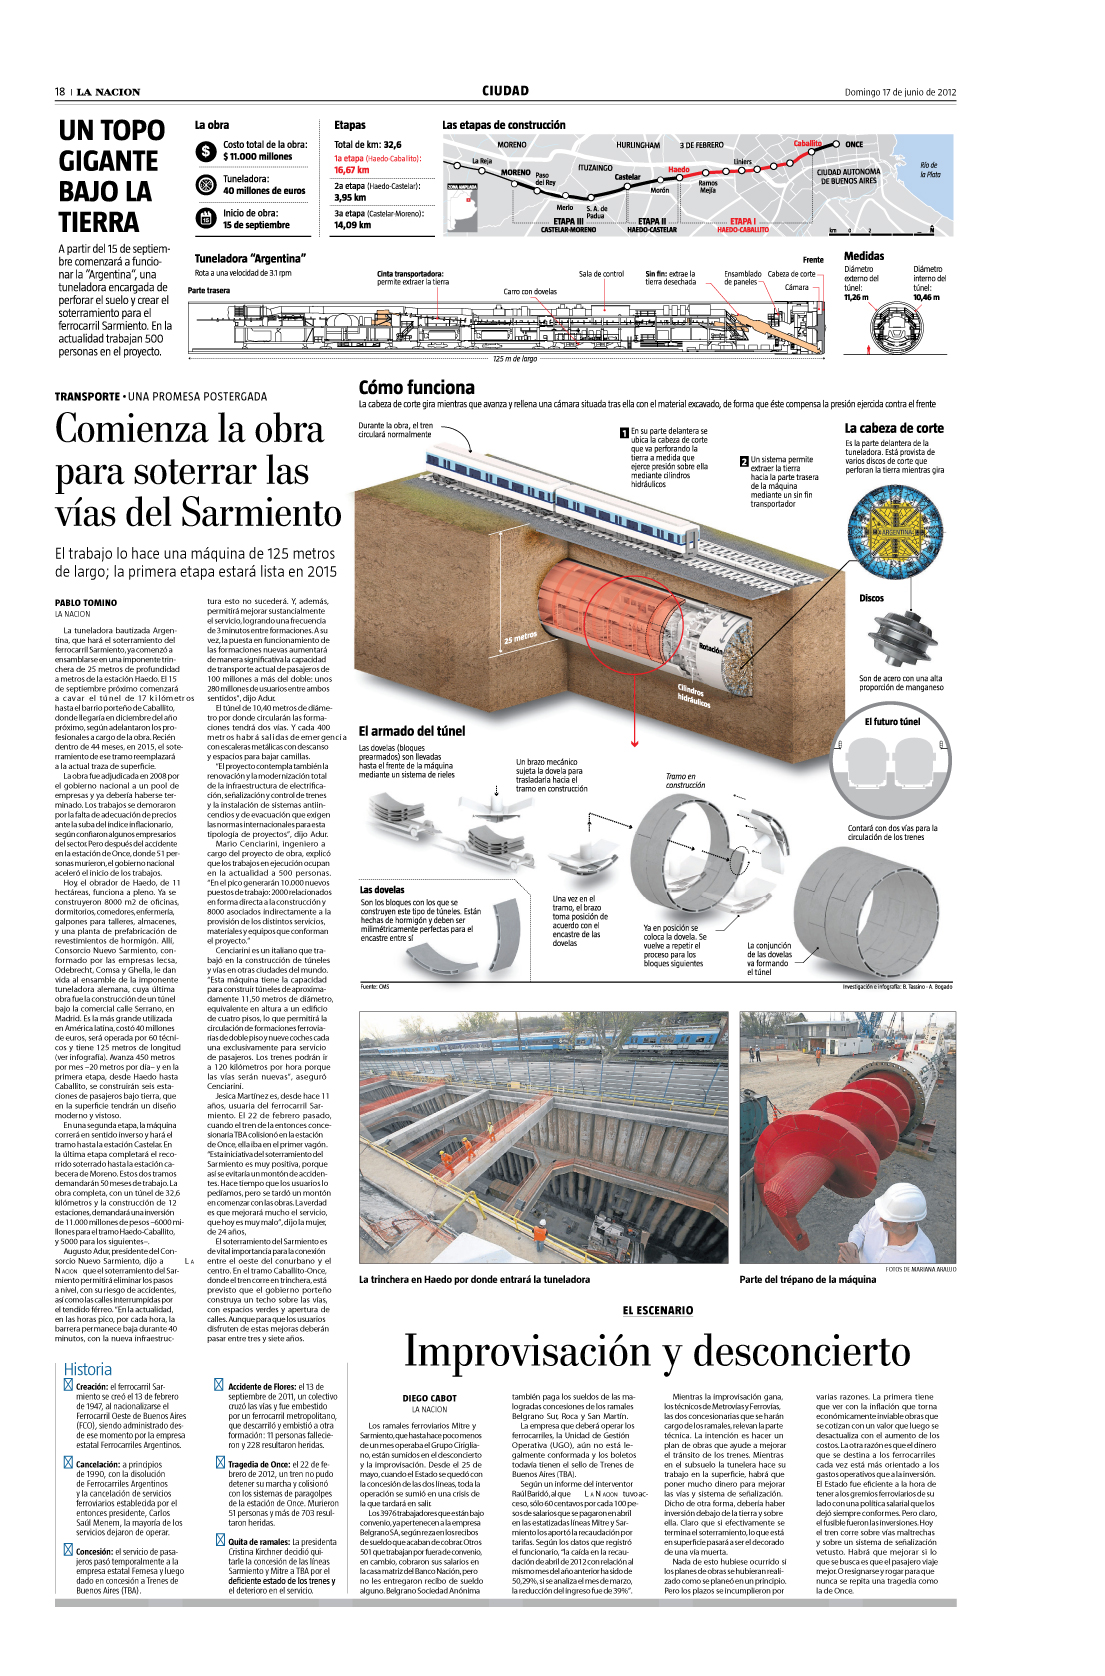 18 | LA NACION
CIUDAD
Domingo 17 de junio de 2012
UN TOPO
GIGANTE
BAJO LA
TIERRA
A partir del 15 de septiem-
bre comenzará a funcio-
nar la “Argentina”, una
tuneladora encargada de
perforar el suelo y crear el
soterramiento para el
ferrocarril Sarmiento. En la
actualidad trabajan 500
personas en el proyecto.
La obra
Costo total de la obra:
$ 11.000 millones
Tuneladora:
40 millones de euros
Inicio de obra:
15 de septiembre
Etapas
Total de km: 32,6
1a etapa (Haedo-Caballito):
16,67 km
2a etapa (Haedo-Castelar):
3,95 km
3a etapa (Castelar-Moreno):
14,09 km
Las etapas de construcción
MORENO
HURLINGHAM
3 DE FEBRERO
Caballito
ONCE
La Reja
MORENO
Paso
del Rey
ITUZAINGO
Castelar
Haedo
Liniers
CIUDAD AUTONOMA
DE BUENOS AIRES
Río de
la Plata
ZONA AMPLIADA
Merlo
S. A. de
Padua
Morón
Ramos
Mejía
ETAPA III
CASTELAR-MORENO
ETAPA II
HAEDO-CASTELAR
ETAPA I
HAEDO-CABALLITO
km 0 2
N
Tuneladora “Argentina”
Rota a una velocidad de 3.1 rpm
Parte trasera
Cinta transportadora:
permite extraer la tierra
Carro con dovelas
Sala de control
Sin fin: extrae la
tierra desechada
Ensamblado
de paneles
Cabeza de corte
Cámara
Frente
125 m de largo
Medidas
Diámetro
externo del
túnel:
11,26 m
Diámetro
interno del
túnel:
10,46 m
TRANSPORTE • UNA PROMESA POSTERGADA
Comienza la obra
para soterrar las
vías del Sarmiento
El trabajo lo hace una máquina de 125 metros
de largo; la primera etapa estará lista en 2015
PABLO TOMINO
LA NACION
La tuneladora bautizada Argen-
tina, que hará el soterramiento del
ferrocarril Sarmiento, ya comenzó a
ensamblarse en una imponente trin-
chera de 25 metros de profundidad
a metros de la estación Haedo. El 15
de septiembre próximo comenzará
a cavar el túnel de 17 kilómetros
hasta el barrio porteño de Caballito,
donde llegaría en diciembre del año
próximo, según adelantaron los pro-
fesionales a cargo de la obra. Recién
dentro de 44 meses, en 2015, el sote-
rramiento de ese tramo reemplazará
a la actual traza de superficie.
La obra fue adjudicada en 2008 por
el gobierno nacional a un pool de
empresas y ya debería haberse ter-
minado. Los trabajos se demoraron
por la falta de adecuación de precios
ante la suba del índice inflacionario,
según confiaron algunos empresarios
del sector. Pero después del accidente
en la estación de Once, donde 51 per-
sonas murieron, el gobierno nacional
aceleró el inicio de los trabajos.
Hoy, el obrador de Haedo, de 11
hectáreas, funciona a pleno. Ya se
construyeron 8000 m2 de oficinas,
dormitorios, comedores, enfermería,
galpones para talleres, almacenes,
y una planta de prefabricación de
revestimientos de hormigón. Allí,
Consorcio Nuevo Sarmiento, con-
formado por las empresas Iecsa,
Odebrecht, Comsa y Ghella, le dan
vida al ensamble de la imponente
tuneladora alemana, cuya última
obra fue la construcción de un túnel
bajo la comercial calle Serrano, en
Madrid. Es la más grande utilizada
en América latina, costó 40 millones
de euros, será operada por 60 técni-
cos y tiene 125 metros de longitud
(ver infografía). Avanza 450 metros
por mes –20 metros por día– y en la
primera etapa, desde Haedo hasta
Caballito, se construirán seis esta-
ciones de pasajeros bajo tierra, que
en la superficie tendrán un diseño
moderno y vistoso.
En una segunda etapa, la máquina
correrá en sentido inverso y hará el
tramo hasta la estación Castelar. En
la última etapa completará el reco-
rrido soterrado hasta la estación ca-
becera de Moreno. Estos dos tramos
demandarán 50 meses de trabajo. La
obra completa, con un túnel de 32,6
kilómetros y la construcción de 12
estaciones, demandará una inversión
de 11.000 millones de pesos –6000 mi-
llones para el tramo Haedo-Caballito,
y 5000 para los siguientes–.
Augusto Adur, presidente del Con-
sorcio Nuevo Sarmiento, dijo a LA
NACION que el soterramiento del Sar-
miento permitirá eliminar los pasos
a nivel, con su riesgo de accidentes,
así como las calles interrumpidas por
el tendido férreo. “En la actualidad,
en las horas pico, por cada hora, la
barrera permanece baja durante 40
minutos, con la nueva infraestruc-
tura esto no sucederá. Y, además,
permitirá mejorar sustancialmente
el servicio, logrando una frecuencia
de 3 minutos entre formaciones. A su
vez, la puesta en funcionamiento de
las formaciones nuevas aumentará
de manera significativa la capacidad
de transporte actual de pasajeros de
100 millones a más del doble: unos
280 millones de usuarios entre ambos
sentidos”, dijo Adur.
El túnel de 10,40 metros de diáme-
tro por donde circularán las forma-
ciones tendrá dos vías. Y cada 400
metros habrá salidas de emergencia
con escaleras metálicas con descanso
y espacios para bajar camillas.
“El proyecto contempla también la
renovación y la modernización total
de la infraestructura de electrifica-
ción, señalización y control de trenes
y la instalación de sistemas antiin-
cendios y de evacuación que exigen
las normas internacionales para esta
tipología de proyectos”, dijo Adur.
Mario Cenciarini, ingeniero a
cargo del proyecto de obra, explicó
que los trabajos en ejecución ocupan
en la actualidad a 500 personas.
“En el pico generarán 10.000 nuevos
puestos de trabajo: 2000 relacionados
en forma directa a la construcción y
8000 asociados indirectamente a la
provisión de los distintos servicios,
materiales y equipos que conforman
el proyecto.”
Cenciarini es un italiano que tra-
bajó en la construcción de túneles
y vías en otras ciudades del mundo.
“Esta máquina tiene la capacidad
para construir túneles de aproxima-
damente 11,50 metros de diámetro,
equivalente en altura a un edificio
de cuatro pisos, lo que permitirá la
circulación de formaciones ferrovia-
rias de doble piso y nueve coches cada
una exclusivamente para servicio
de pasajeros. Los trenes podrán ir
a 120 kilómetros por hora porque
las vías serán nuevas”, aseguró
Cenciarini.
Jesica Martínez es, desde hace 11
años, usuaria del ferrocarril Sar-
miento. El 22 de febrero pasado,
cuando el tren de la entonces conce-
sionaria TBA colisionó en la estación
de Once, ella iba en el primer vagón.
“Esta iniciativa del soterramiento del
Sarmiento es muy positiva, porque
así se evitaría un montón de acciden-
tes. Hace tiempo que los usuarios lo
pedíamos, pero se tardó un montón
en comenzar con las obras. La verdad
es que mejorará mucho el servicio,
que hoy es muy malo”, dijo la mujer,
de 24 años,
El soterramiento del Sarmiento es
de vital importancia para la conexión
entre el oeste del conurbano y el
centro. En el tramo Caballito-Once,
donde el tren corre en trinchera, está
previsto que el gobierno porteño
construya un techo sobre las vías,
con espacios verdes y apertura de
calles. Aunque para que los usuarios
disfruten de estas mejoras deberán
pasar entre tres y siete años.
Cómo funciona
La cabeza de corte gira mientras que avanza y rellena una cámara situada tras ella con el material excavado, de forma que éste compensa la presión ejercida contra el frente
Durante la obra, el tren
circulará normalmente
1 En su parte delantera se
ubica la cabeza de corte
que va perforando la
tierra a medida que
ejerce presión sobre ella
mediante cilindros
hidráulicos
2 Un sistema permite
extraer la tierra
hacia la parte trasera
de la máquina
mediante un sin fin
transportador
La cabeza de corte
Es la parte delantera de la
tuneladora. Está provista de
varios discos de corte que
perforan la tierra mientras gira
ARGENTINA
Discos
Son de acero con una alta
proporción de manganeso
25 metros
Rotación
Cilindros
hidráulicos
El futuro túnel
Contará con dos vías para la
circulación de los trenes
El armado del túnel
Las dovelas (bloques
prearmados) son llevadas
hasta el frente de la máquina
mediante un sistema de rieles
Un brazo mecánico
sujeta la dovela para
trasladarla hacia el
tramo en construcción
Tramo en
construcción
Las dovelas
Son los bloques con los que se
construyen este tipo de túneles. Están
hechas de hormigón y deben ser
milimétricamente perfectas para el
encastre entre sí
Una vez en el
tramo, el brazo
toma posición de
acuerdo con el
encastre de las
dovelas
Ya en posición se
coloca la dovela. Se
vuelve a repetir el
proceso para los
bloques siguientes
La conjunción
de las dovelas
va formando
el túnel
Fuente: CMS
Investigación e infografía: B. Tassino - A. Bogado
La trinchera en Haedo por donde entrará la tuneladora
FOTOS DE MARIANA ARAUJO
Parte del trépano de la máquina
Historia
Creación: el ferrocarril Sar-
miento se creó el 13 de febrero
de 1947, al nacionalizarse el
Ferrocarril Oeste de Buenos Aires
(FCO), siendo administrado des-
de ese momento por la empresa
estatal Ferrocarriles Argentinos.
Cancelación: a principios
de 1990, con la disolución
de Ferrocarriles Argentinos
y la cancelación de servicios
ferroviarios establecida por el
entonces presidente, Carlos
Saúl Menem, la mayoría de los
servicios dejaron de operar.
Concesión: el servicio de pasa-
jeros pasó temporalmente a la
empresa estatal Femesa y luego
dado en concesión a Trenes de
Buenos Aires (TBA).
Accidente de Flores: el 13 de
septiembre de 2011, un colectivo
cruzó las vías y fue embestido
por un ferrocarril metropolitano,
que descarriló y embistió a otra
formación: 11 personas fallecie-
ron y 228 resultaron heridas.
Tragedia de Once: el 22 de fe-
brero de 2012, un tren no pudo
detener su marcha y colisionó
con los sistemas de paragolpes
de la estación de Once. Murieron
51 personas y más de 703 resul-
taron heridas.
Quita de ramales: La presidenta
Cristina Kirchner decidió qui-
tarle la concesión de las líneas
Sarmiento y Mitre a TBA por el
deficiente estado de los trenes y
el deterioro en el servicio.
EL ESCENARIO
Improvisación y desconcierto
DIEGO CABOT
LA NACION
Los ramales ferroviarios Mitre y
Sarmiento, que hasta hace poco menos
de un mes operaba el Grupo Ciriglia-
no, están sumidos en el desconcierto
y la improvisación. Desde el 25 de
mayo, cuando el Estado se quedó con
la concesión de las dos líneas, toda la
operación se sumió en una crisis de
la que tardará en salir.
Los 3976 trabajadores que están bajo
convenio, ya pertenecen a la empresa
Belgrano SA, según reza en los recibos
de sueldo que acaban de cobrar. Otros
501 que trabajan por fuera de convenio,
en cambio, cobraron sus salarios en
la casa matriz del Banco Nación, pero
no les entregaron recibo de sueldo
alguno. Belgrano Sociedad Anónima
también paga los sueldos de las ma-
logradas concesiones de los ramales
Belgrano Sur, Roca y San Martín.
La empresa que deberá operar los
ferrocarriles, la Unidad de Gestión
Operativa (UGO), aún no está le-
galmente conformada y los boletos
todavía tienen el sello de Trenes de
Buenos Aires (TBA).
Según un informe del interventor
Raúl Baridó, al que LA NACION tuvo ac-
ceso, sólo 60 centavos por cada 100 pe-
sos de salarios que se pagaron en abril
en las estatizadas líneas Mitre y Sar-
miento los aportó la recaudación por
tarifas. Según los datos que registró
el funcionario, “la caída en la recau-
dación de abril de 2012 con relación al
mismo mes del año anterior ha sido de
50,29%, si se analiza el mes de marzo,
la reducción del ingreso fue de 39%”.
Mientras la improvisación gana,
los técnicos de Metrovías y Ferrovías,
las dos concesionarias que se harán
cargo de los ramales, relevan la parte
técnica. La intención es hacer un
plan de obras que ayude a mejorar
el tránsito de los trenes. Mientras
en el subsuelo la tunelera hace su
trabajo en la superficie, habrá que
poner mucho dinero para mejorar
las vías y el sistema de señalización.
Dicho de otra forma, debería haber
inversión debajo de la tierra y sobre
ella. Claro que si efectivamente se
termina el soterramiento, lo que está
en superficie pasará a ser el decorado
de una vía muerta.
Nada de esto hubiese ocurrido si
los planes de obras se hubieran reali-
zado como se planeó en un principio.
Pero los plazos se incumplieron por
varias razones. La primera tiene
que ver con la inflación que torna
económicamente inviable obras que
se cotizan con un valor que luego se
desactualiza con el aumento de los
costos. La otra razón es que el dinero
que se destina a los ferrocarriles
cada vez está más orientado a los
gastos operativos que a la inversión.
El Estado fue eficiente a la hora de
tener a los gremios ferroviarios de su
lado con una política salarial que los
dejó siempre conformes. Pero claro,
el fusible fueron las inversiones. Hoy
el tren corre sobre vías maltrechas
y sobre un sistema de señalización
vetusto. Habrá que mejorar si lo
que se busca es que el pasajero viaje
mejor. O resignarse y rogar para que
nunca se repita una tragedia como
la de Once.